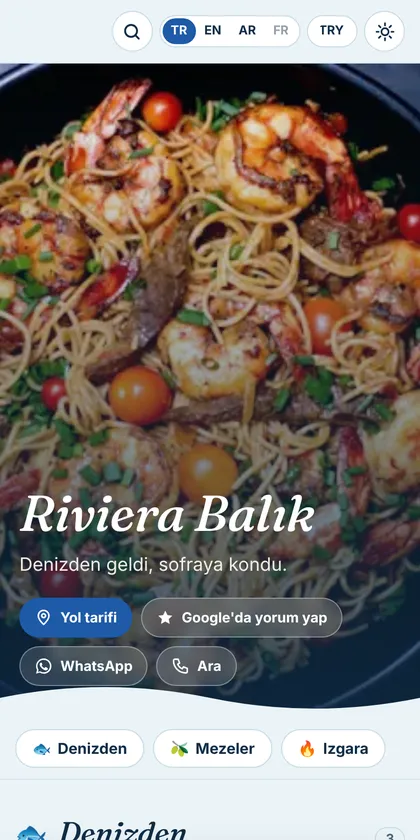 TR EN AR FR TRY
Riviera Balık
Denizden geldi, sofraya kondu.
Yol tarifi Google'da yorum yap
WhatsApp Ara
Denizden Mezeler Izgara
Denizden 3